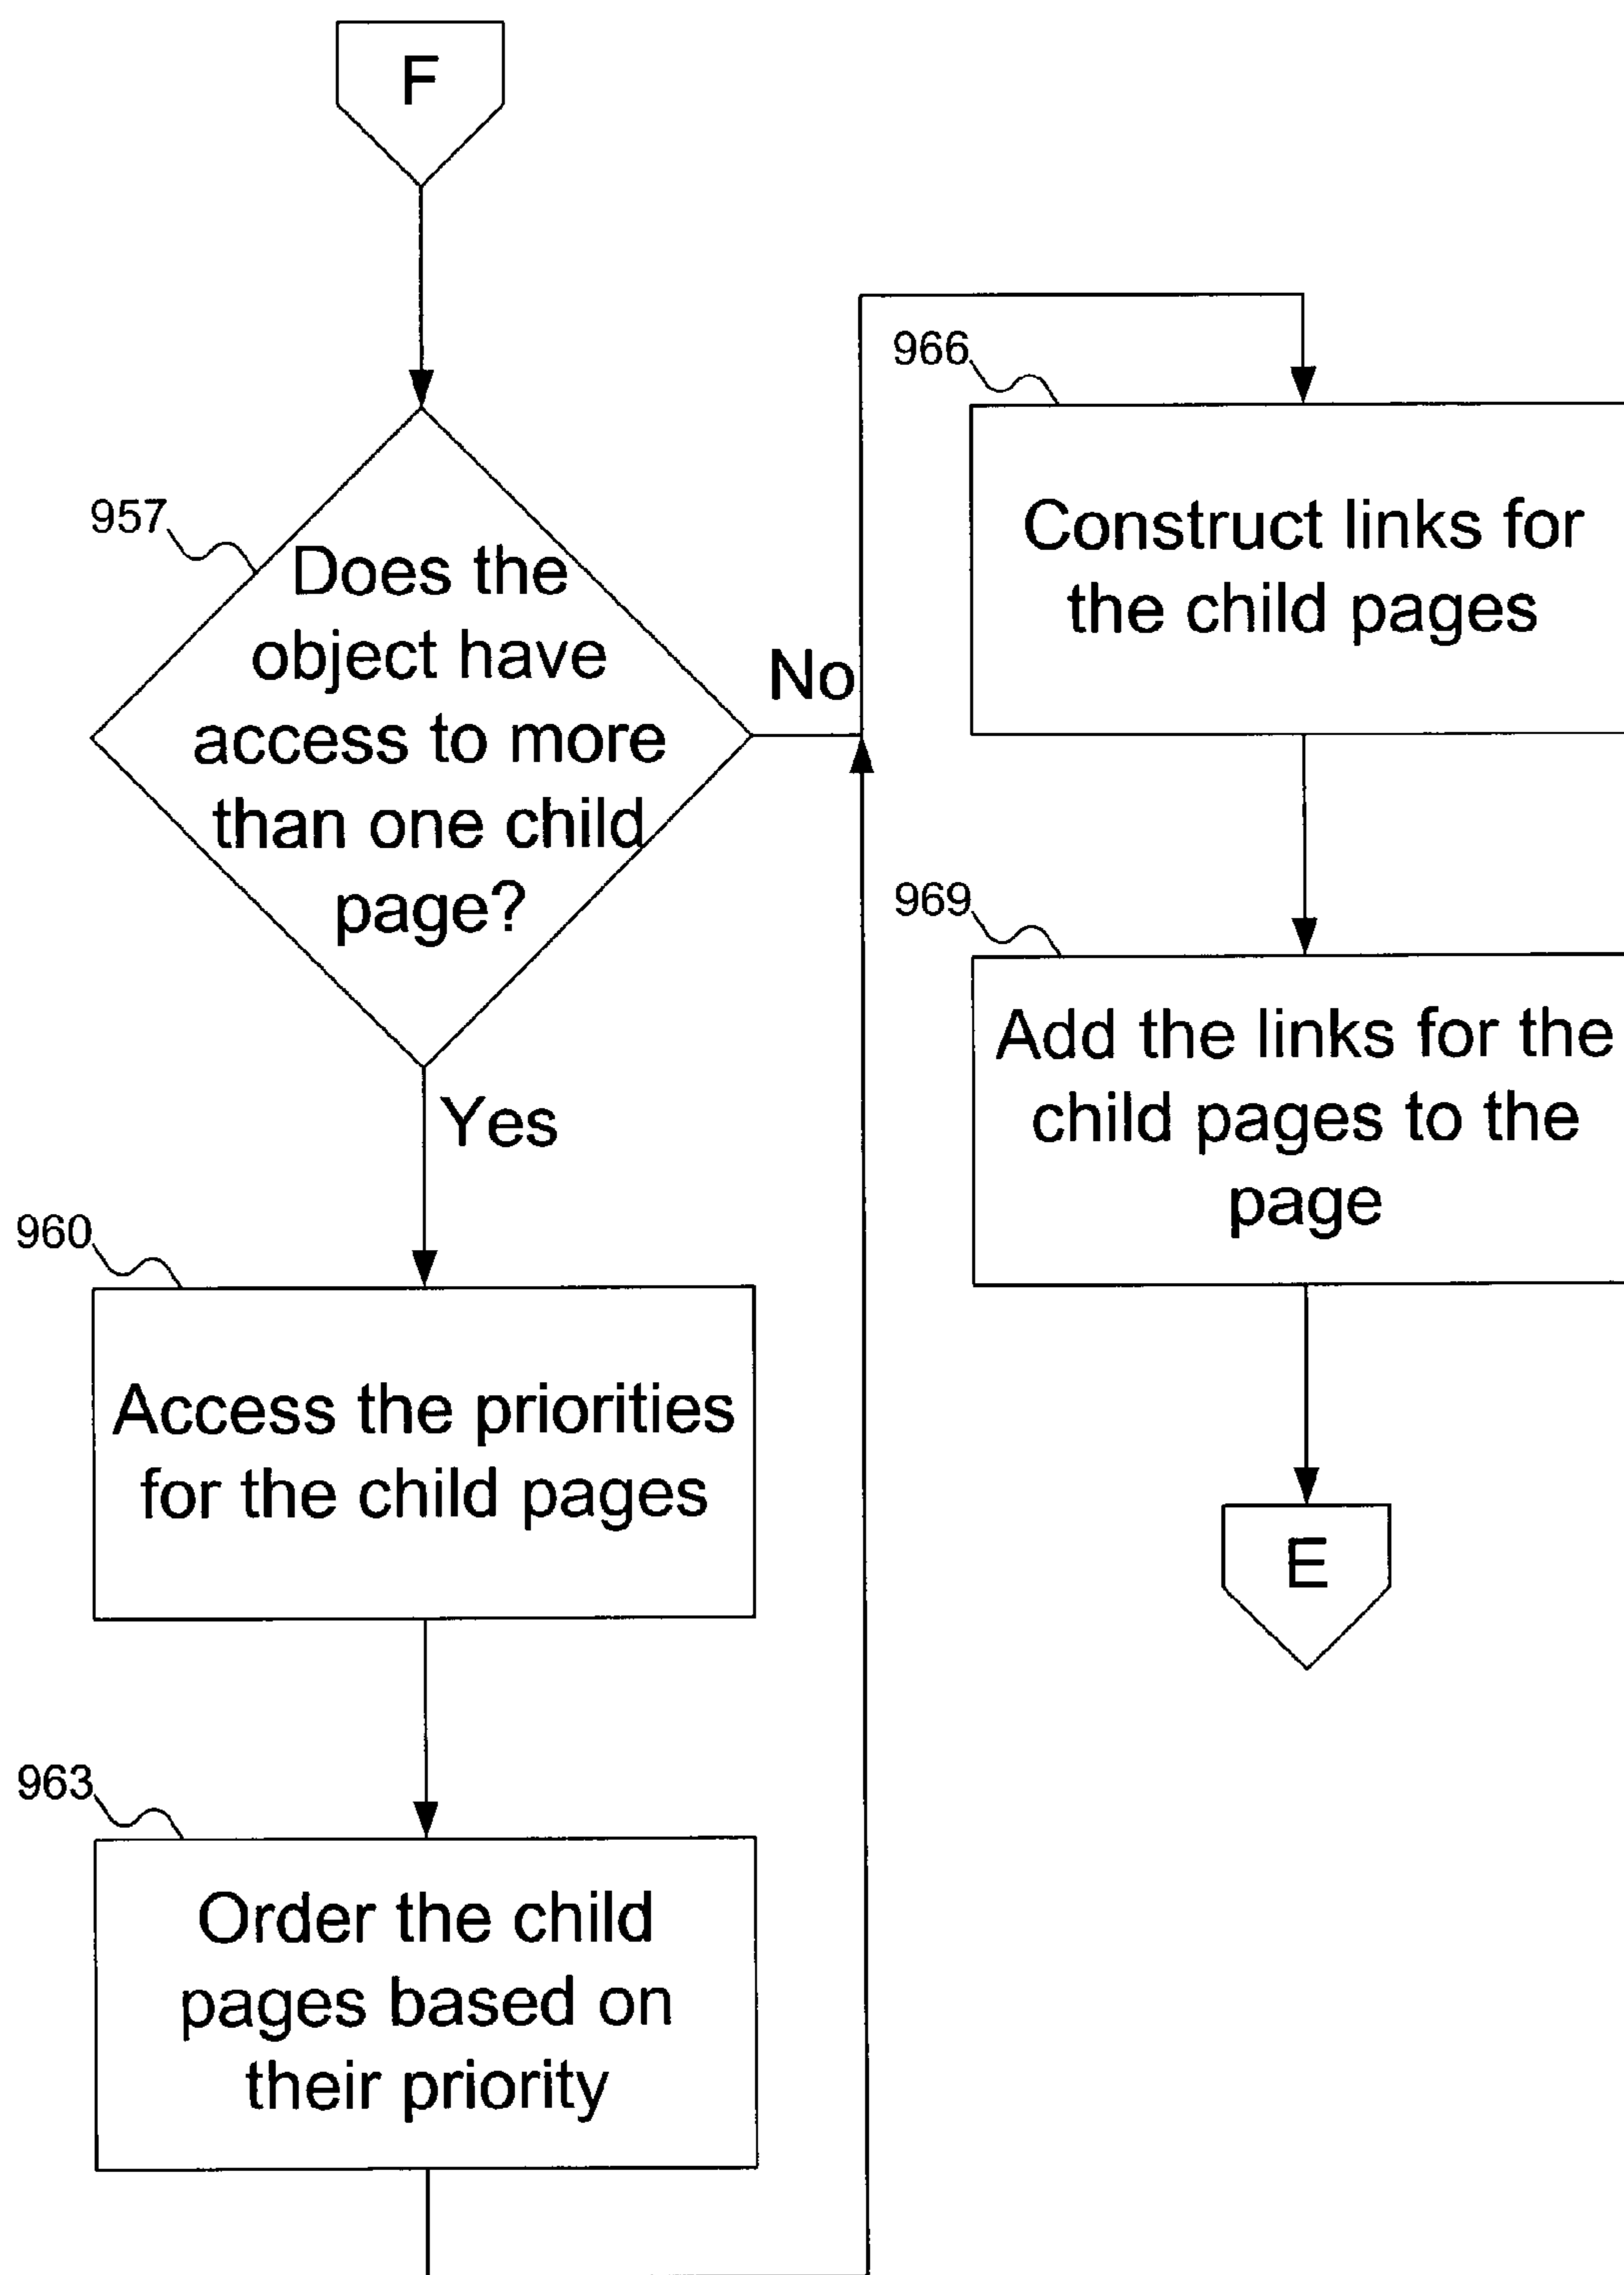 F
957
Does the
object have
access to more
than one child
page?
No
Yes
960
Access the priorities
for the child pages
963
Order the child
pages based on
their priority
966
Construct links for
the child pages
969
Add the links for the
child pages to the
page
E